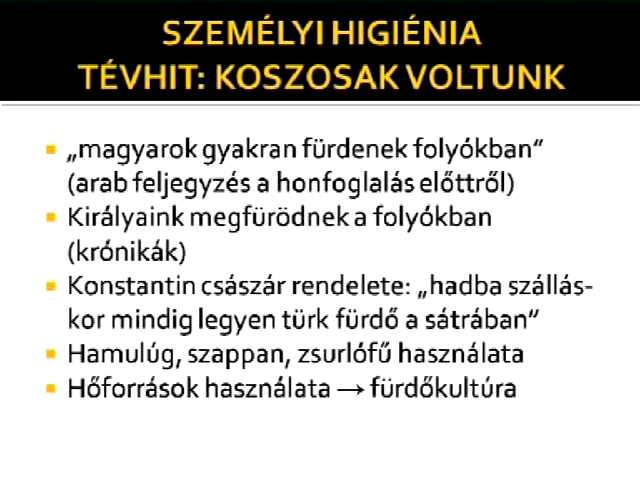 SZEMÉLYI HIGIÉNIA
TÉVHIT: KOSZOSAK VOLTUNK
▪ „magyarok gyakran fürdenek folyókban”
(arab feljegyzés a honfoglalás előttről)
▪ Királyaink megfürödnek a folyókban
(krónikák)
▪ Konstantin császár rendelete: „hadba szállás-
kor mindig legyen türk fürdő a sátrában”
▪ Hamulúg, szappan, zsurlófű használata
▪ Hőforrások használata → fürdőkultúra